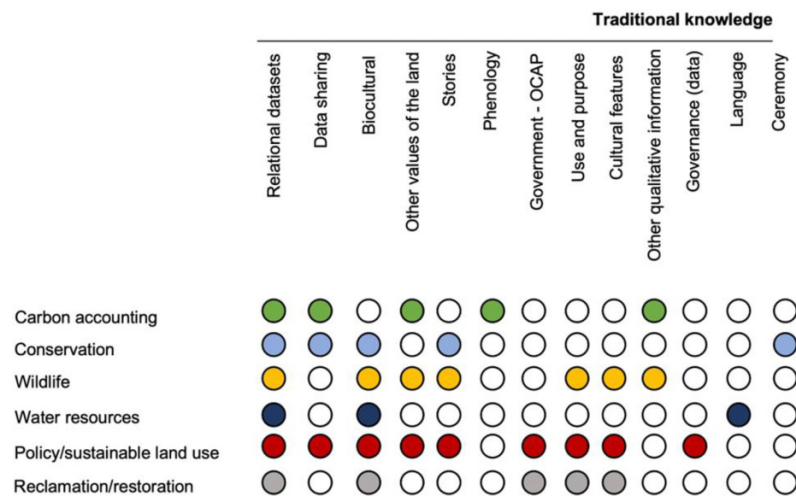 Traditional knowledge
Relational datasets
Data sharing
Biocultural
Other values of the land
Stories
Phenology
Government - OCAP
Use and purpose
Cultural features
Other qualitative information
Governance (data)
Language
Ceremony
Carbon accounting
Conservation
Wildlife
Water resources
Policy/sustainable land use
Reclamation/restoration